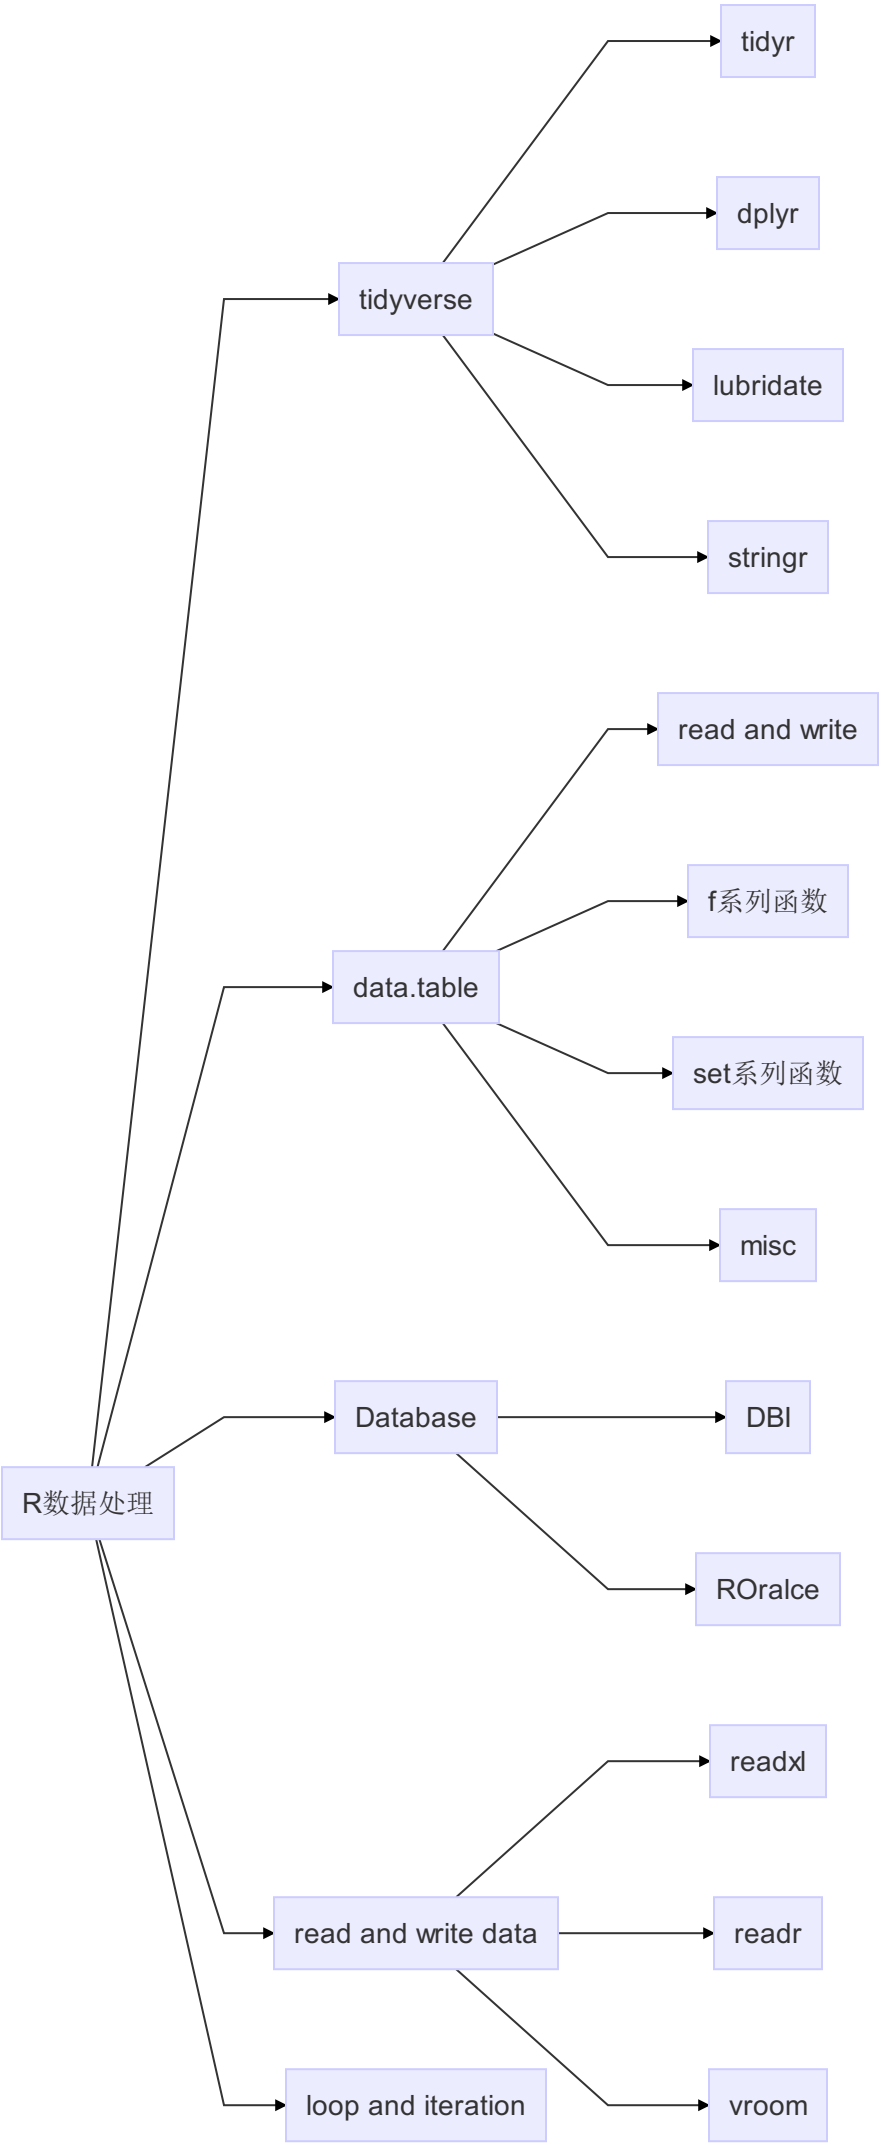 tidyr
dplyr
tidyverse
lubridate
stringr
read and write
f系列函数
data.table
set系列函数
misc
Database
DBI
R数据处理
ROralce
readxl
read and write data
readr
loop and iteration
vroom